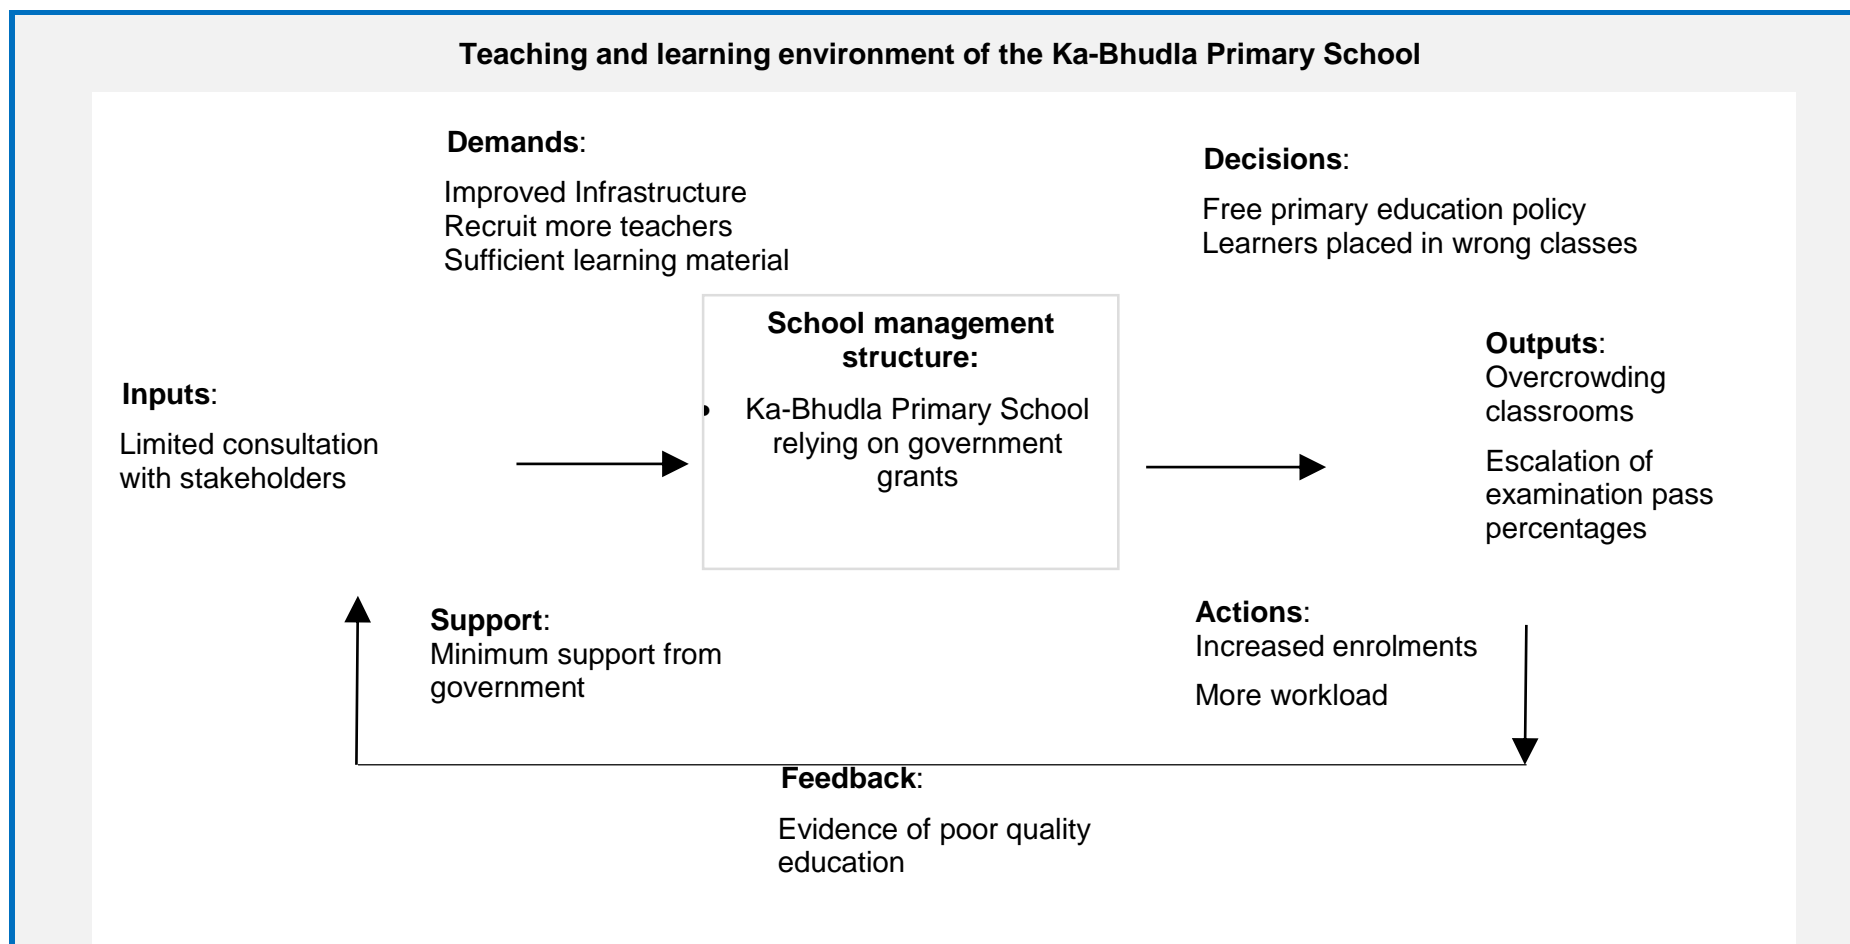 Teaching and learning environment of the Ka-Bhudla Primary School
Demands:
Improved Infrastructure
Recruit more teachers
Sufficient learning material
Decisions:
Free primary education policy
Learners placed in wrong classes
Inputs:
Limited consultation
with stakeholders
School management
structure:
• Ka-Bhudla Primary School
relying on government
grants
Outputs:
Overcrowding
classrooms
Escalation of
examination pass
percentages
Support:
Minimum support from
government
Actions:
Increased enrolments
More workload
Feedback:
Evidence of poor quality
education